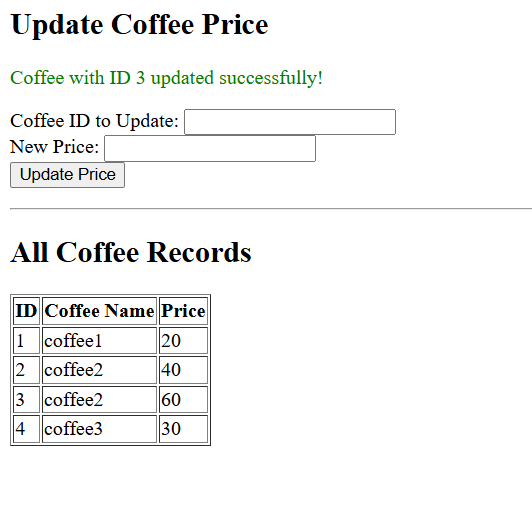 Update Coffee Price
Coffee with ID 3 updated successfully!
Coffee ID to Update:
New Price:
Update Price
All Coffee Records
ID Coffee Name Price
1 coffee1 20
2 coffee2 40
3 coffee2 60
4 coffee3 30